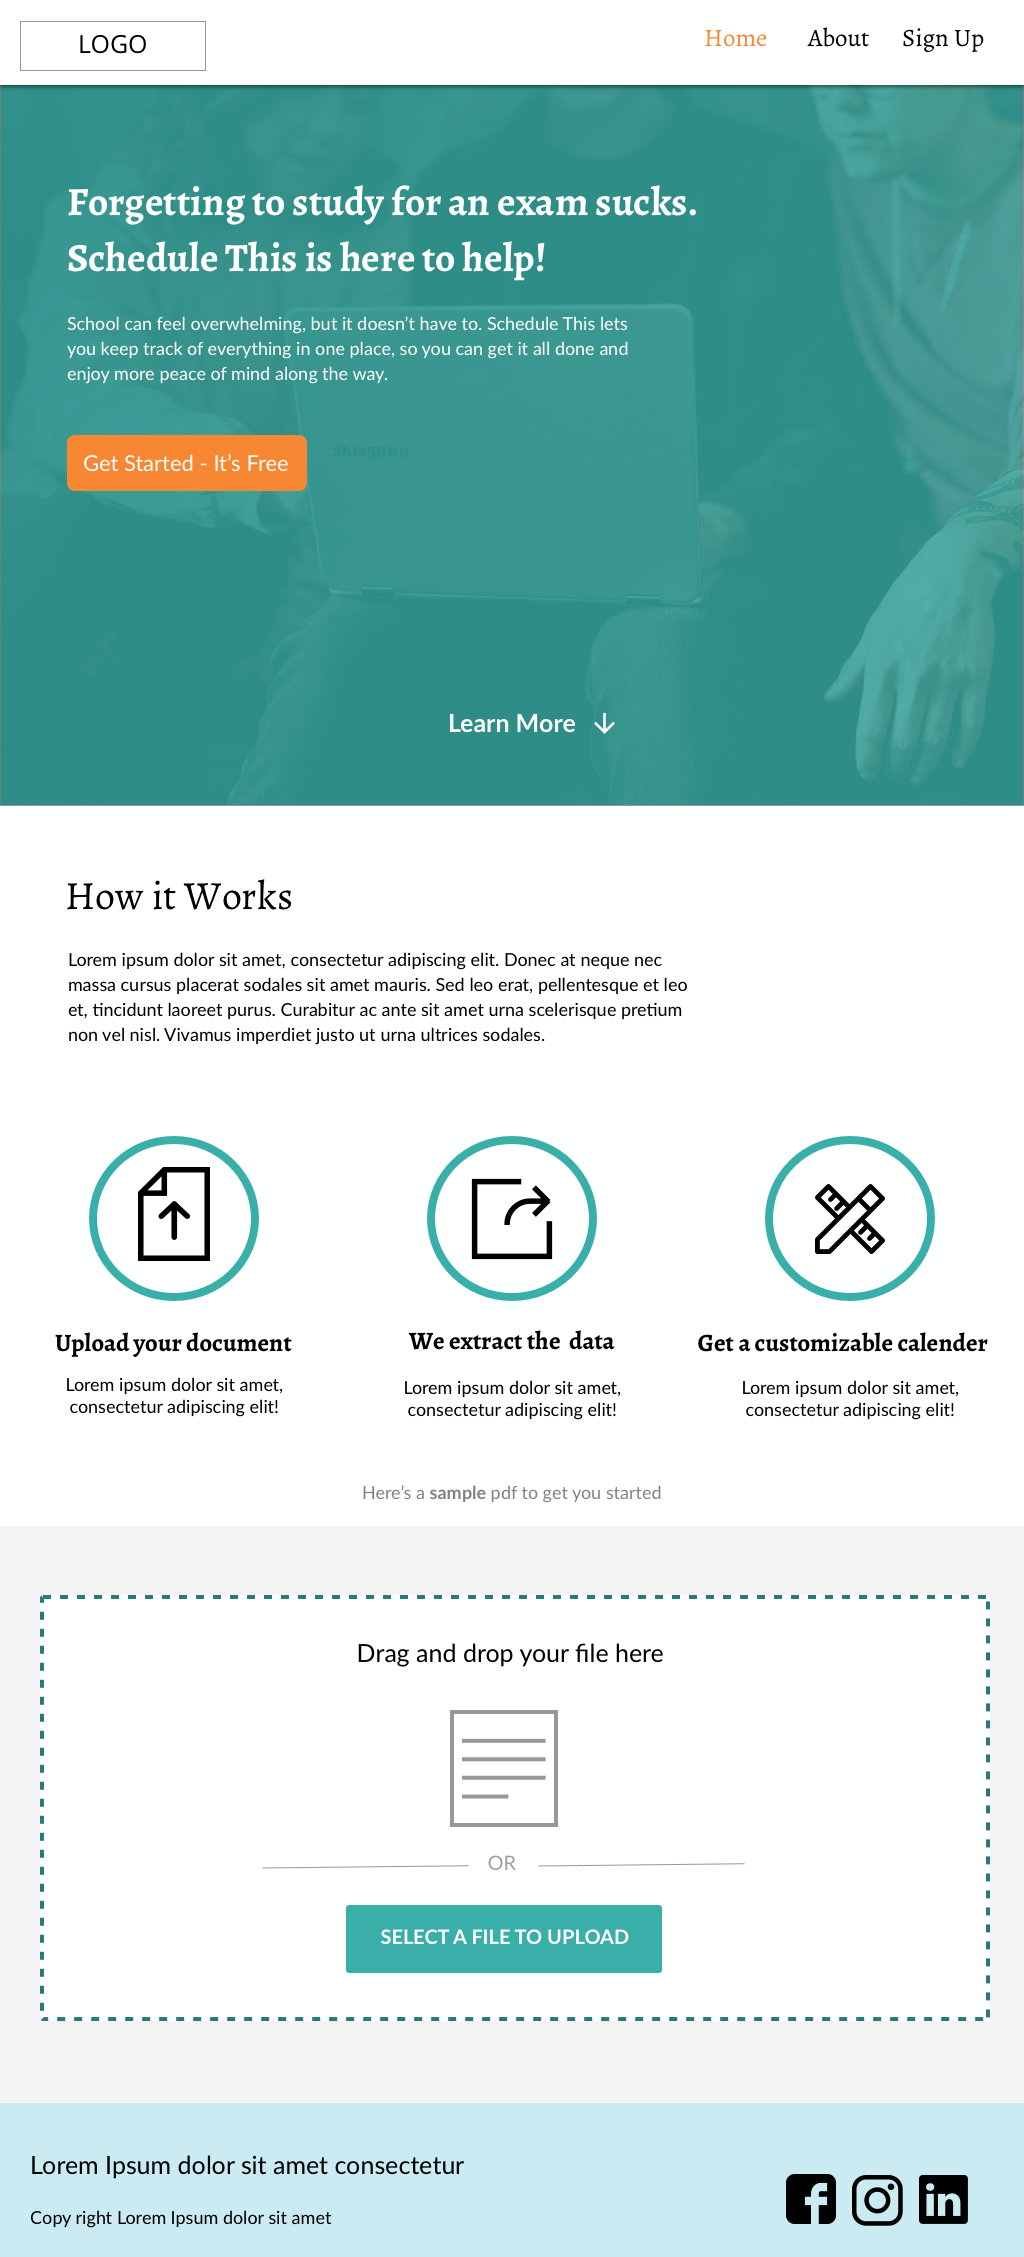 LOGO
Home About Sign Up
Forgetting to study for an exam sucks.
Schedule This is here to help!
School can feel overwhelming, but it doesn't have to. Schedule This lets
you keep track of everything in one place, so you can get it all done and
enjoy more peace of mind along the way.
SAMSUNG
Get Started - It's Free
Learn More
How it Works
Lorem ipsum dolor sit amet, consectetur adipiscing elit. Donec at neque nec
massa cursus placerat sodales sit amet mauris. Sed leo erat, pellentesque et leo
et, tincidunt laoreet purus. Curabitur ac ante sit amet urna scelerisque pretium
non vel nisl. Vivamus imperdiet justo ut urna ultrices sodales.
Upload your document
Lorem ipsum dolor sit amet,
consectetur adipiscing elit!
We extract the data
Lorem ipsum dolor sit amet,
consectetur adipiscing elit!
Get a customizable calender
Lorem ipsum dolor sit amet,
consectetur adipiscing elit!
Here's a sample pdf to get you started
Drag and drop your file here
OR
SELECT A FILE TO UPLOAD
Lorem Ipsum dolor sit amet consectetur
Copy right Lorem Ipsum dolor sit amet